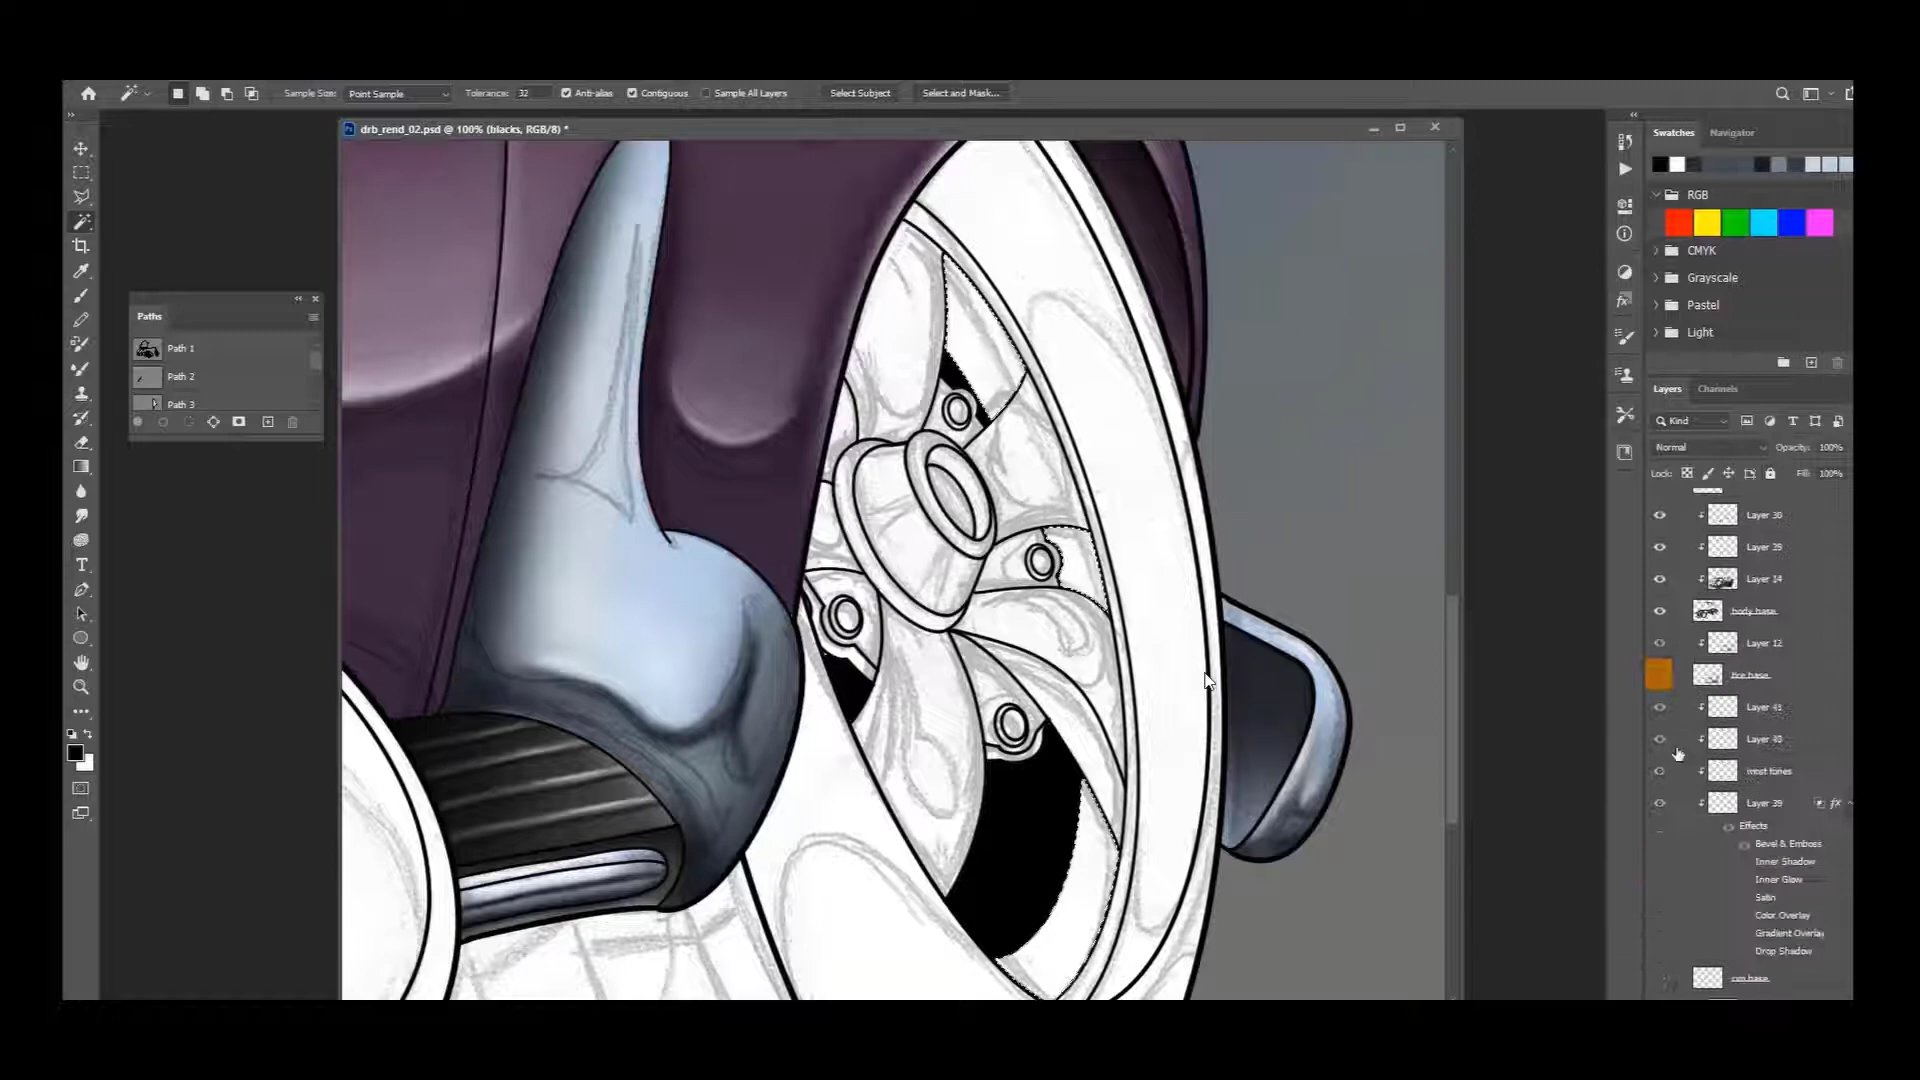 Sample Size: Point Sample Tolerance: 32 Anti-alias Contiguous Sample All Layers Select Subject Select and Mask...
drb_rend_02.psd @ 100% (blacks, RGB/8) *
Paths
Path 1
Path 2
Path 3
Swatches Navigator
RGB
CMYK
Grayscale
Pastel
Light
Layers Channels
Kind
Normal Opacity: 100%
Lock: Fill: 100%
Layer 30
Layer 29
Layer 14
body base
Layer 12
tire base
Layer 41
Layer 40
most tones
Layer 39 fx
Effects
Bevel & Emboss
Inner Shadow
Inner Glow
Satin
Color Overlay
Gradient Overlay
Drop Shadow